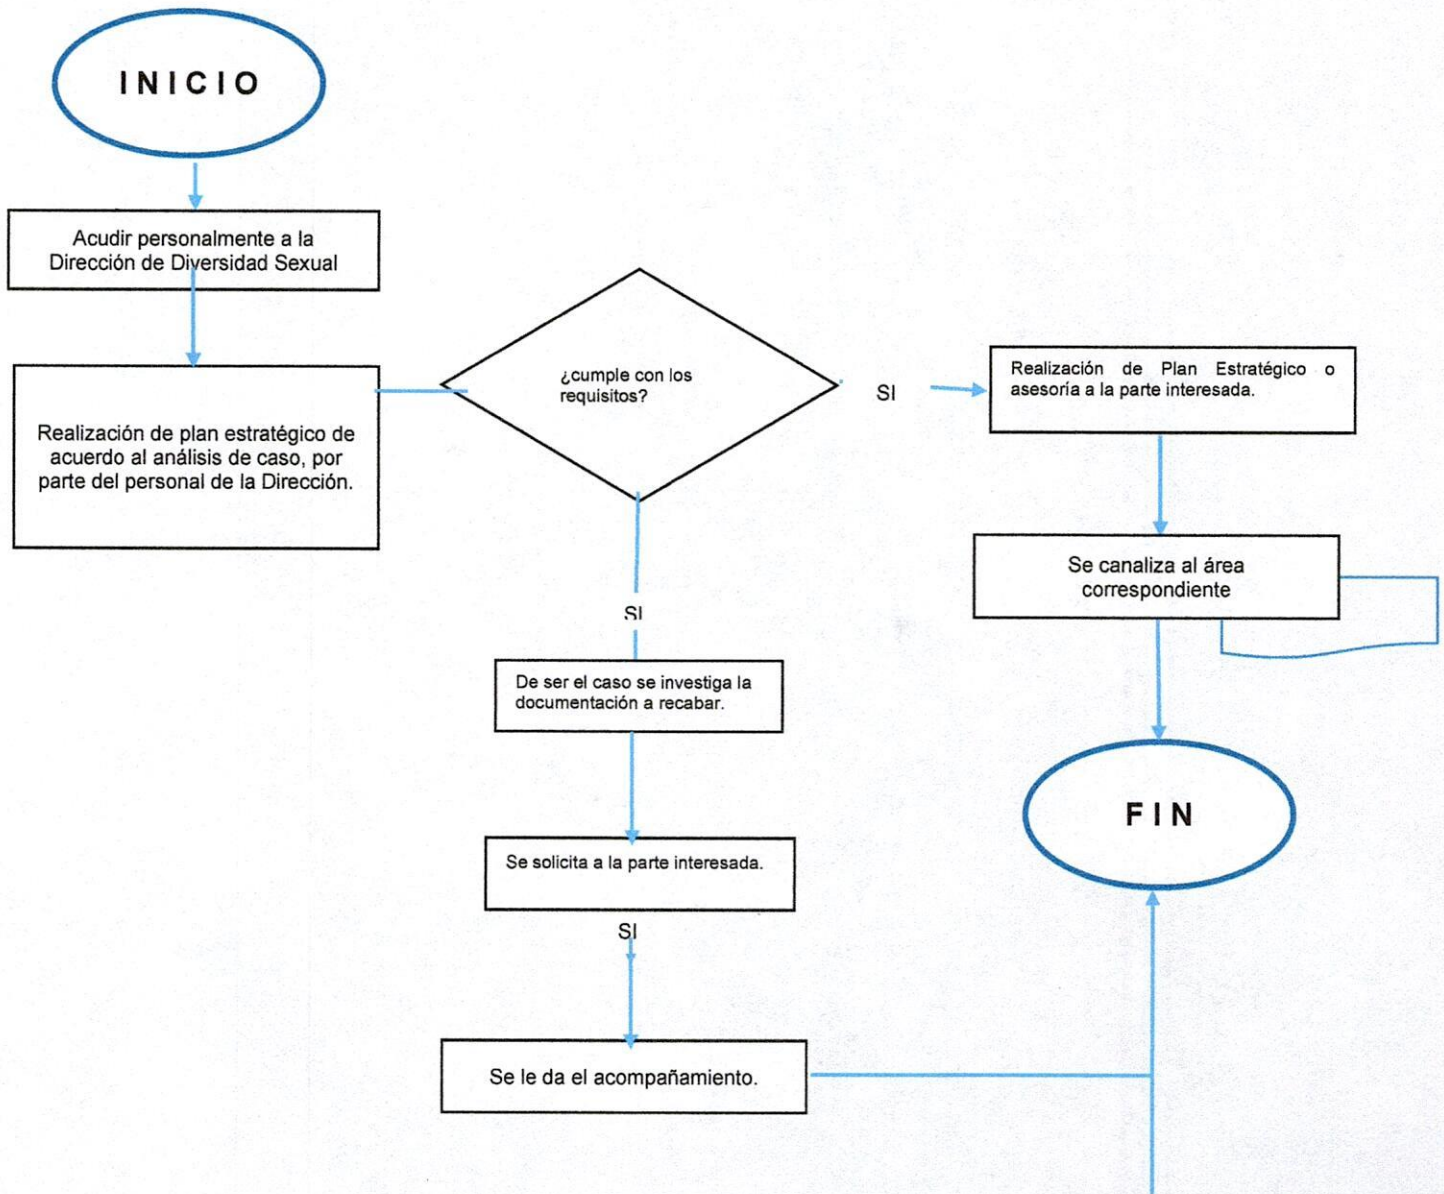 INICIO
Acudir personalmente a la
Dirección de Diversidad Sexual
Realización de plan estratégico de
acuerdo al análisis de caso, por
parte del personal de la Dirección.
¿cumple con los
requisitos?
SI
Realización de Plan Estratégico o
asesoría a la parte interesada.
Se canaliza al área
correspondiente
FIN
SI
De ser el caso se investiga la
documentación a recabar.
Se solicita a la parte interesada.
SI
Se le da el acompañamiento.